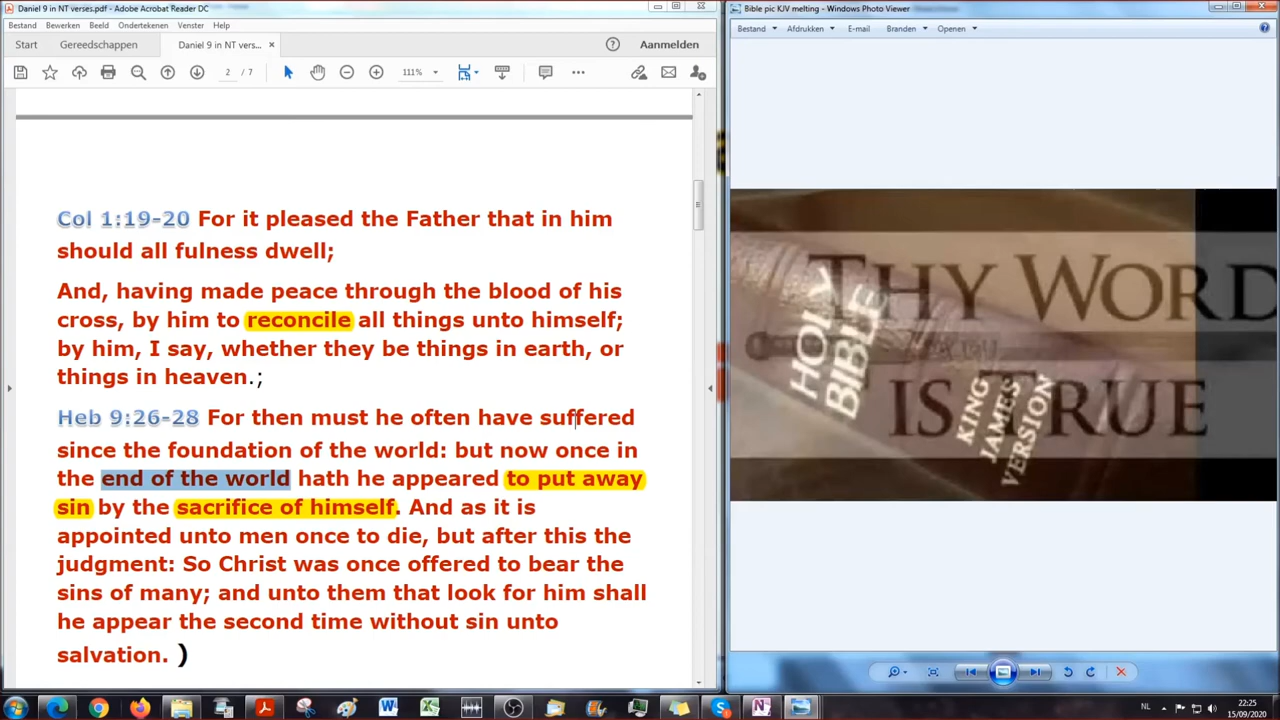 Daniel 9 in NT verses.pdf - Adobe Acrobat Reader DC
Bestand Bewerken Beeld Ondertekenen Venster Help
Start Gereedschappen Daniel 9 in NT vers... × Aanmelden
2 / 7 111%
Col 1:19-20 For it pleased the Father that in him
should all fulness dwell;
And, having made peace through the blood of his
cross, by him to reconcile all things unto himself;
by him, I say, whether they be things in earth, or
things in heaven.;
Heb 9:26-28 For then must he often have suffered
since the foundation of the world: but now once in
the end of the world hath he appeared to put away
sin by the sacrifice of himself. And as it is
appointed unto men once to die, but after this the
judgment: So Christ was once offered to bear the
sins of many; and unto them that look for him shall
he appear the second time without sin unto
salvation. )
Bible pic KJV melting - Windows Photo Viewer
Bestand Afdrukken E-mail Branden Openen
THY WORD
IS TRUE
HOLY
BIBLE
KING
JAMES
VERSION
NL
22:25
15/09/2020